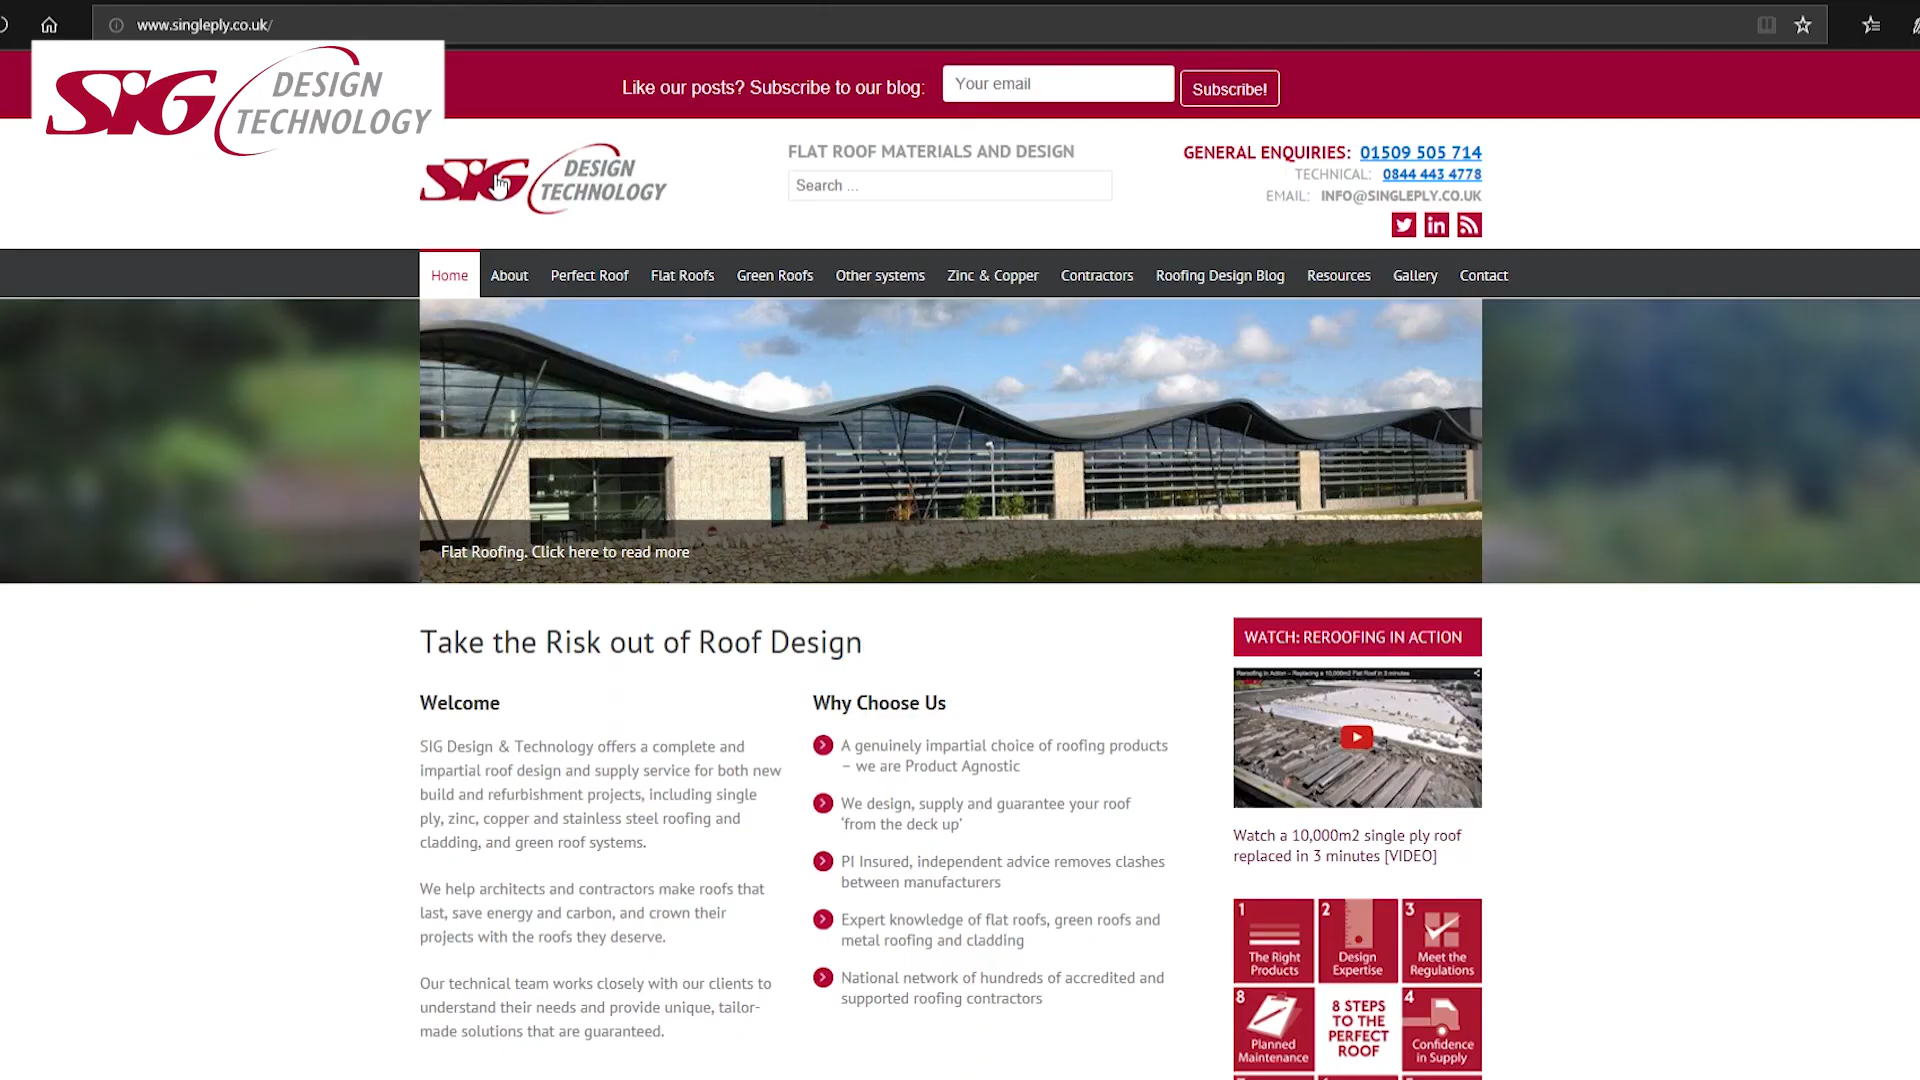 www.singleply.co.uk/
SIG DESIGN
TECHNOLOGY
Like our posts? Subscribe to our blog:
Your email
Subscribe!
SIG DESIGN
TECHNOLOGY
FLAT ROOF MATERIALS AND DESIGN
Search ...
GENERAL ENQUIRIES: 01509 505 714
TECHNICAL: 0844 443 4778
EMAIL: INFO@SINGLEPLY.CO.UK
Home About Perfect Roof Flat Roofs Green Roofs Other systems Zinc & Copper Contractors Roofing Design Blog Resources Gallery Contact
Flat Roofing. Click here to read more
Take the Risk out of Roof Design
Welcome
SIG Design & Technology offers a complete and
impartial roof design and supply service for both new
build and refurbishment projects, including single
ply, zinc, copper and stainless steel roofing and
cladding, and green roof systems.
We help architects and contractors make roofs that
last, save energy and carbon, and crown their
projects with the roofs they deserve.
Our technical team works closely with our clients to
understand their needs and provide unique, tailor-
made solutions that are guaranteed.
Why Choose Us
A genuinely impartial choice of roofing products
– we are Product Agnostic
We design, supply and guarantee your roof
‘from the deck up’
PI Insured, independent advice removes clashes
between manufacturers
Expert knowledge of flat roofs, green roofs and
metal roofing and cladding
National network of hundreds of accredited and
supported roofing contractors
WATCH: REROOFING IN ACTION
Reroofing in Action – Replacing a 10,000m2 Flat Roof in 3 minutes
Watch a 10,000m2 single ply roof
replaced in 3 minutes [VIDEO]
1
The Right
Products
2
Design
Expertise
3
Meet the
Regulations
8
Planned
Maintenance
8 STEPS
TO THE
PERFECT
ROOF
4
Confidence
in Supply